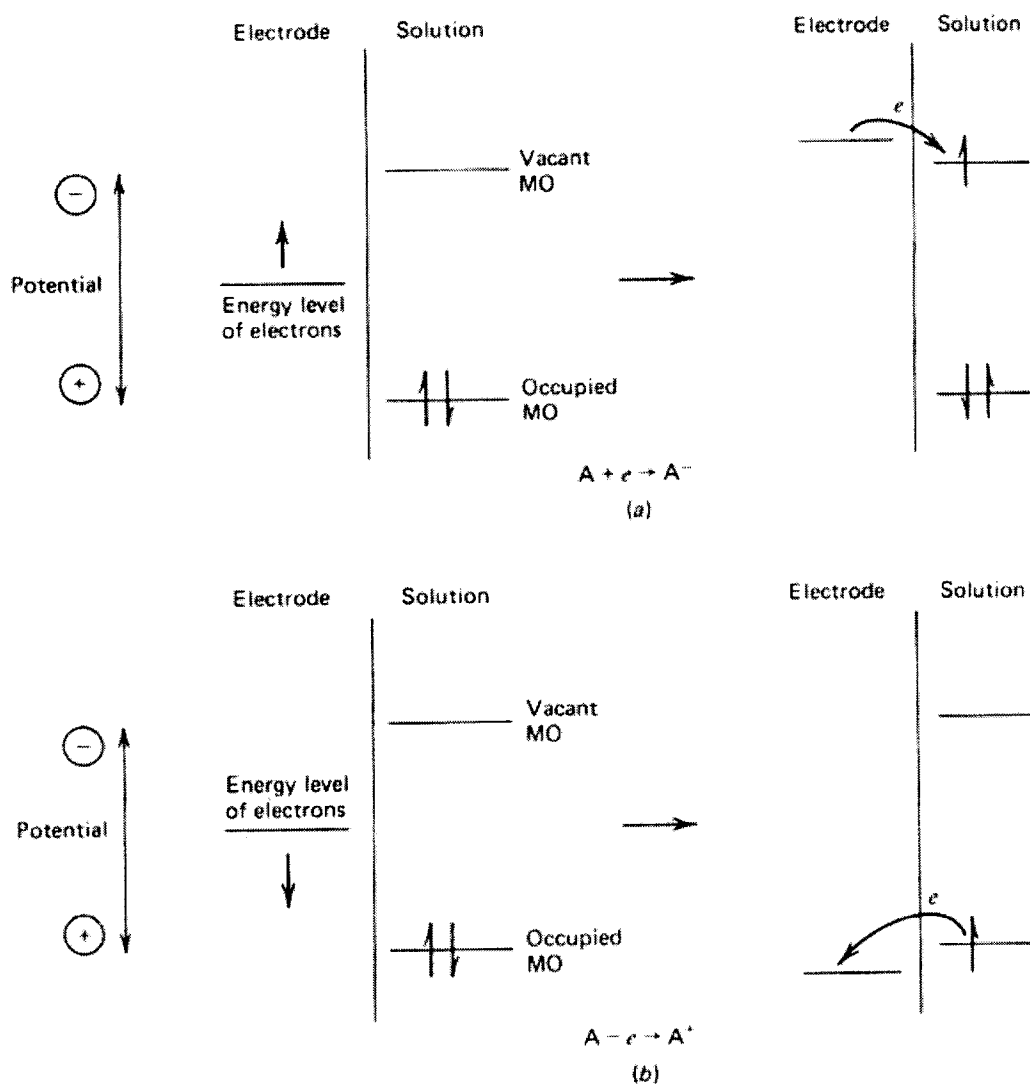 Electrode Solution Electrode Solution
e
Vacant
MO
−
Potential
Energy level
of electrons
+
Occupied
MO
A + e → A⁻
(a)
Electrode Solution Electrode Solution
Vacant
MO
−
Energy level
of electrons
Potential
e
+
Occupied
MO
A − e → A⁺
(b)